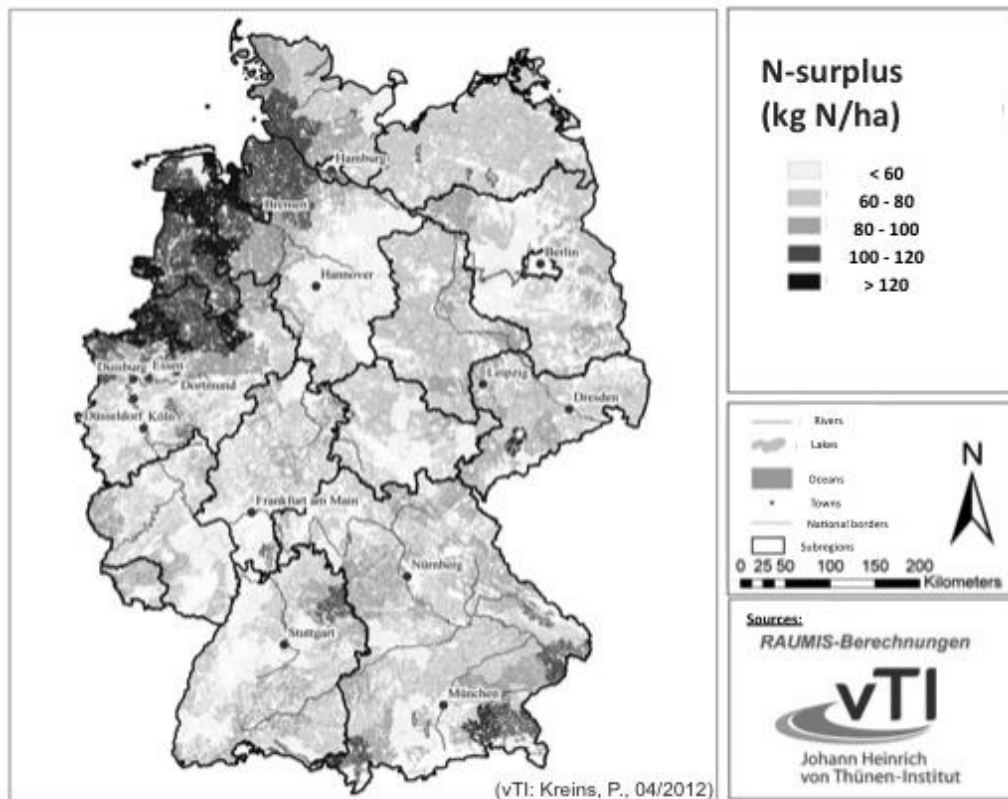 Hamburg
Bremen
Berlin
Hannover
Duisburg Essen
Dortmund
Düsseldorf Köln
Leipzig
Dresden
Frankfurt am Main
Nürnberg
Stuttgart
München
(vTI: Kreins, P., 04/2012)
N-surplus
(kg N/ha)
< 60
60 - 80
80 - 100
100 - 120
> 120
Rivers
Lakes
Oceans
Towns
National borders
Subregions
N
0 25 50 100 150 200
Kilometers
Sources:
RAUMIS-Berechnungen
vTI
Johann Heinrich
von Thünen-Institut